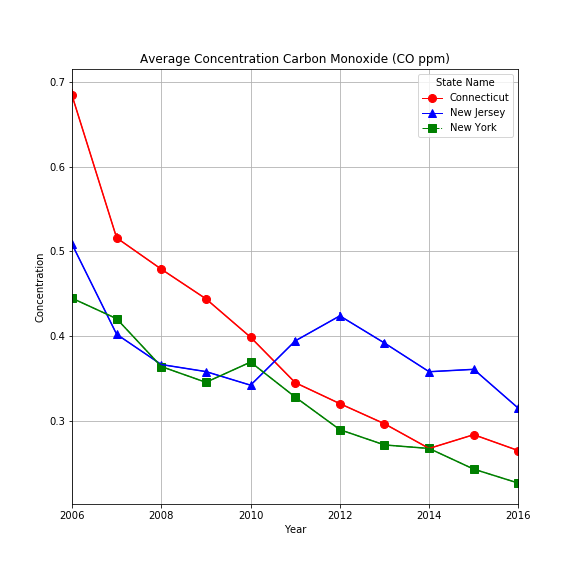 Average Concentration Carbon Monoxide (CO ppm)
State Name
Connecticut
New Jersey
New York
0.7
0.6
0.5
0.4
0.3
Concentration
2006
2008
2010
2012
2014
2016
Year